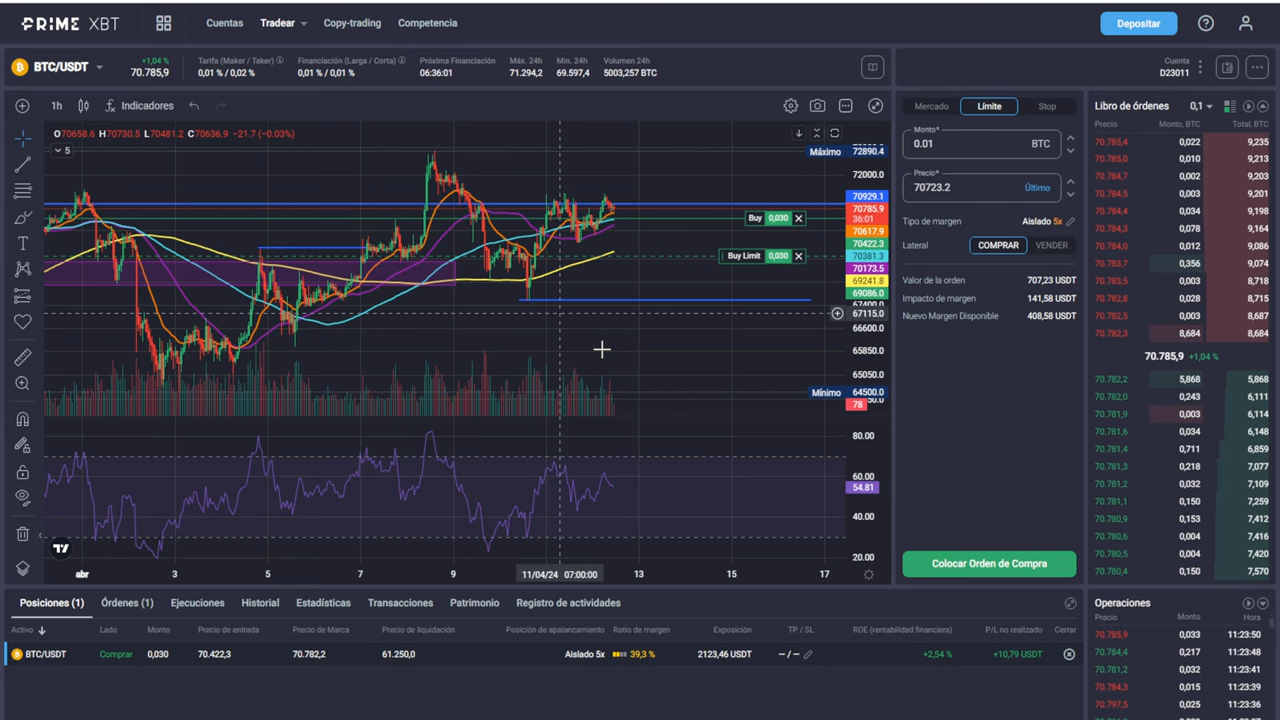 PRIME XBT
Cuentas
Tradear
Copy-trading
Competencia
Depositar
BTC/USDT
+1,04 %
70.785,9
Tarifa (Maker / Taker)
0,01 % / 0,02 %
Financiación (Larga / Corta)
0,01 % / 0,01 %
Próxima Financiación
06:36:01
Máx. 24h
71.294,2
Mín. 24h
69.597,4
Volumen 24h
5003,257 BTC
Cuenta
D23011
1h
Indicadores
O70658.6 H70730.5 L70481.2 C70636.9 -21.7 (-0.03%)
5
Máximo 72890.4
72000.0
70929.1
70785.9
36:01
70617.9
70422.3
70381.3
70173.5
69241.8
69086.0
67400.0
67115.0
66600.0
65850.0
65050.0
Mínimo 64500.0
78
Buy 0,030
Buy Limit 0,030
80.00
60.00
54.81
40.00
20.00
abr 3 5 7 9 11/04/24 07:00:00 13 15 17
Mercado
Límite
Stop
Monto*
0.01 BTC
Precio*
70723.2 Último
Tipo de margen Aislado 5x
Lateral COMPRAR VENDER
Valor de la orden 707,23 USDT
Impacto de margen 141,58 USDT
Nuevo Margen Disponible 408,58 USDT
Colocar Orden de Compra
Libro de órdenes 0,1
Precio Monto, BTC Total, BTC
70.785,4 0,022 9,235
70.785,0 0,010 9,213
70.784,7 0,002 9,203
70.784,5 0,003 9,201
70.784,4 0,034 9,198
70.784,1 0,078 9,164
70.784,0 0,012 9,086
70.783,7 0,356 9,074
70.782,5 0,003 8,718
70.782,8 0,028 8,715
70.782,5 0,003 8,687
70.782,3 8,684 8,684
70.785,9 +1,04 %
70.782,2 5,868 5,868
70.782,0 0,243 6,111
70.781,9 0,003 6,114
70.781,6 0,034 6,148
70.781,4 0,711 6,859
70.781,3 0,218 7,077
70.781,2 0,032 7,109
70.781,1 0,150 7,259
70.780,9 0,153 7,412
70.780,6 0,004 7,416
70.780,5 0,004 7,420
70.780,4 0,150 7,570
Posiciones (1)
Órdenes (1)
Ejecuciones
Historial
Estadísticas
Transacciones
Patrimonio
Registro de actividades
Activo Lado Monto Precio de entrada Precio de Marca Precio de liquidación Posición de apalancamiento Ratio de margen Exposición TP / SL ROE (rentabilidad financiera) P/L no realizado Cerrar
BTC/USDT Comprar 0,030 70.422,3 70.782,2 61.250,0 Aislado 5x 39,3 % 2123,46 USDT – / – +2,54 % +10,79 USDT
Operaciones
Precio Monto Hora
70.785,9 0,033 11:23:50
70.784,4 0,217 11:23:48
70.781,2 0,032 11:23:41
70.784,3 0,015 11:23:39
70.797,5 0,025 11:23:36